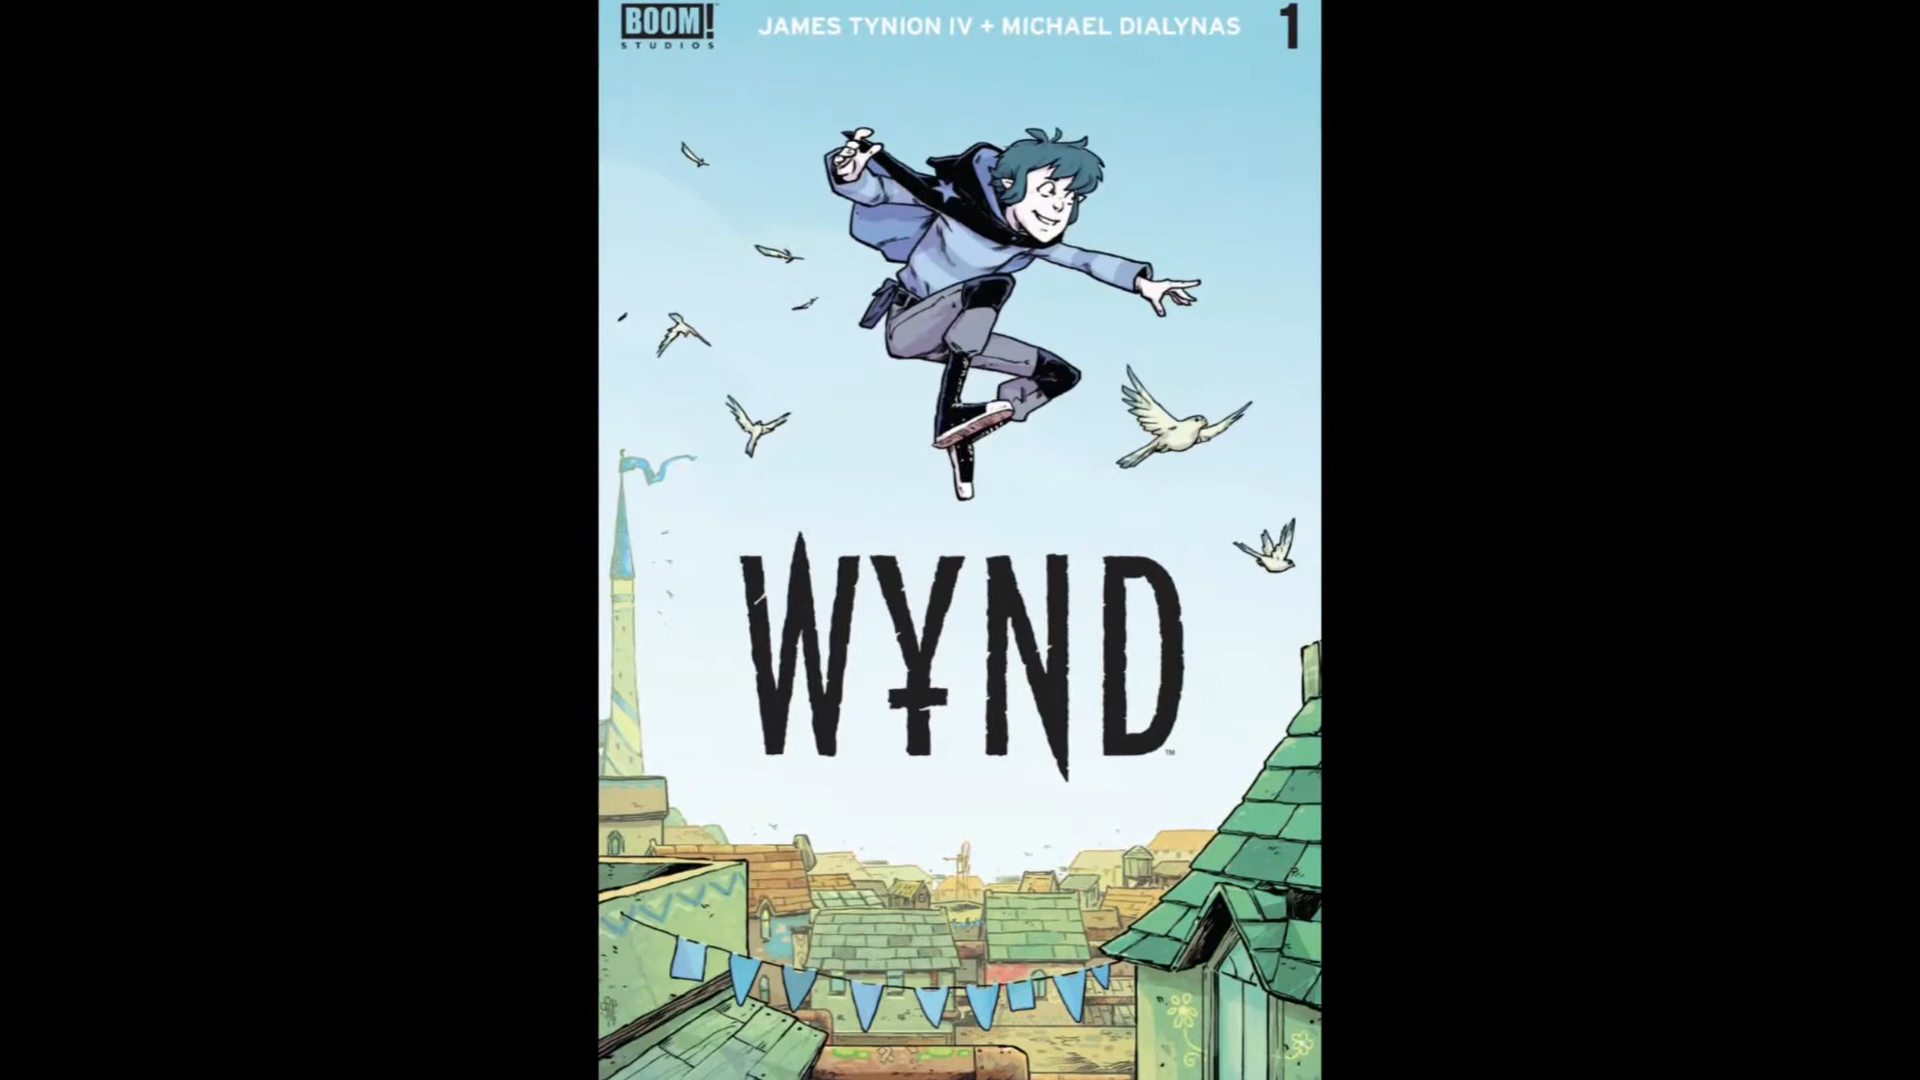 BOOM!
STUDIOS
JAMES TYNION IV + MICHAEL DIALYNAS
1
WYND
TM